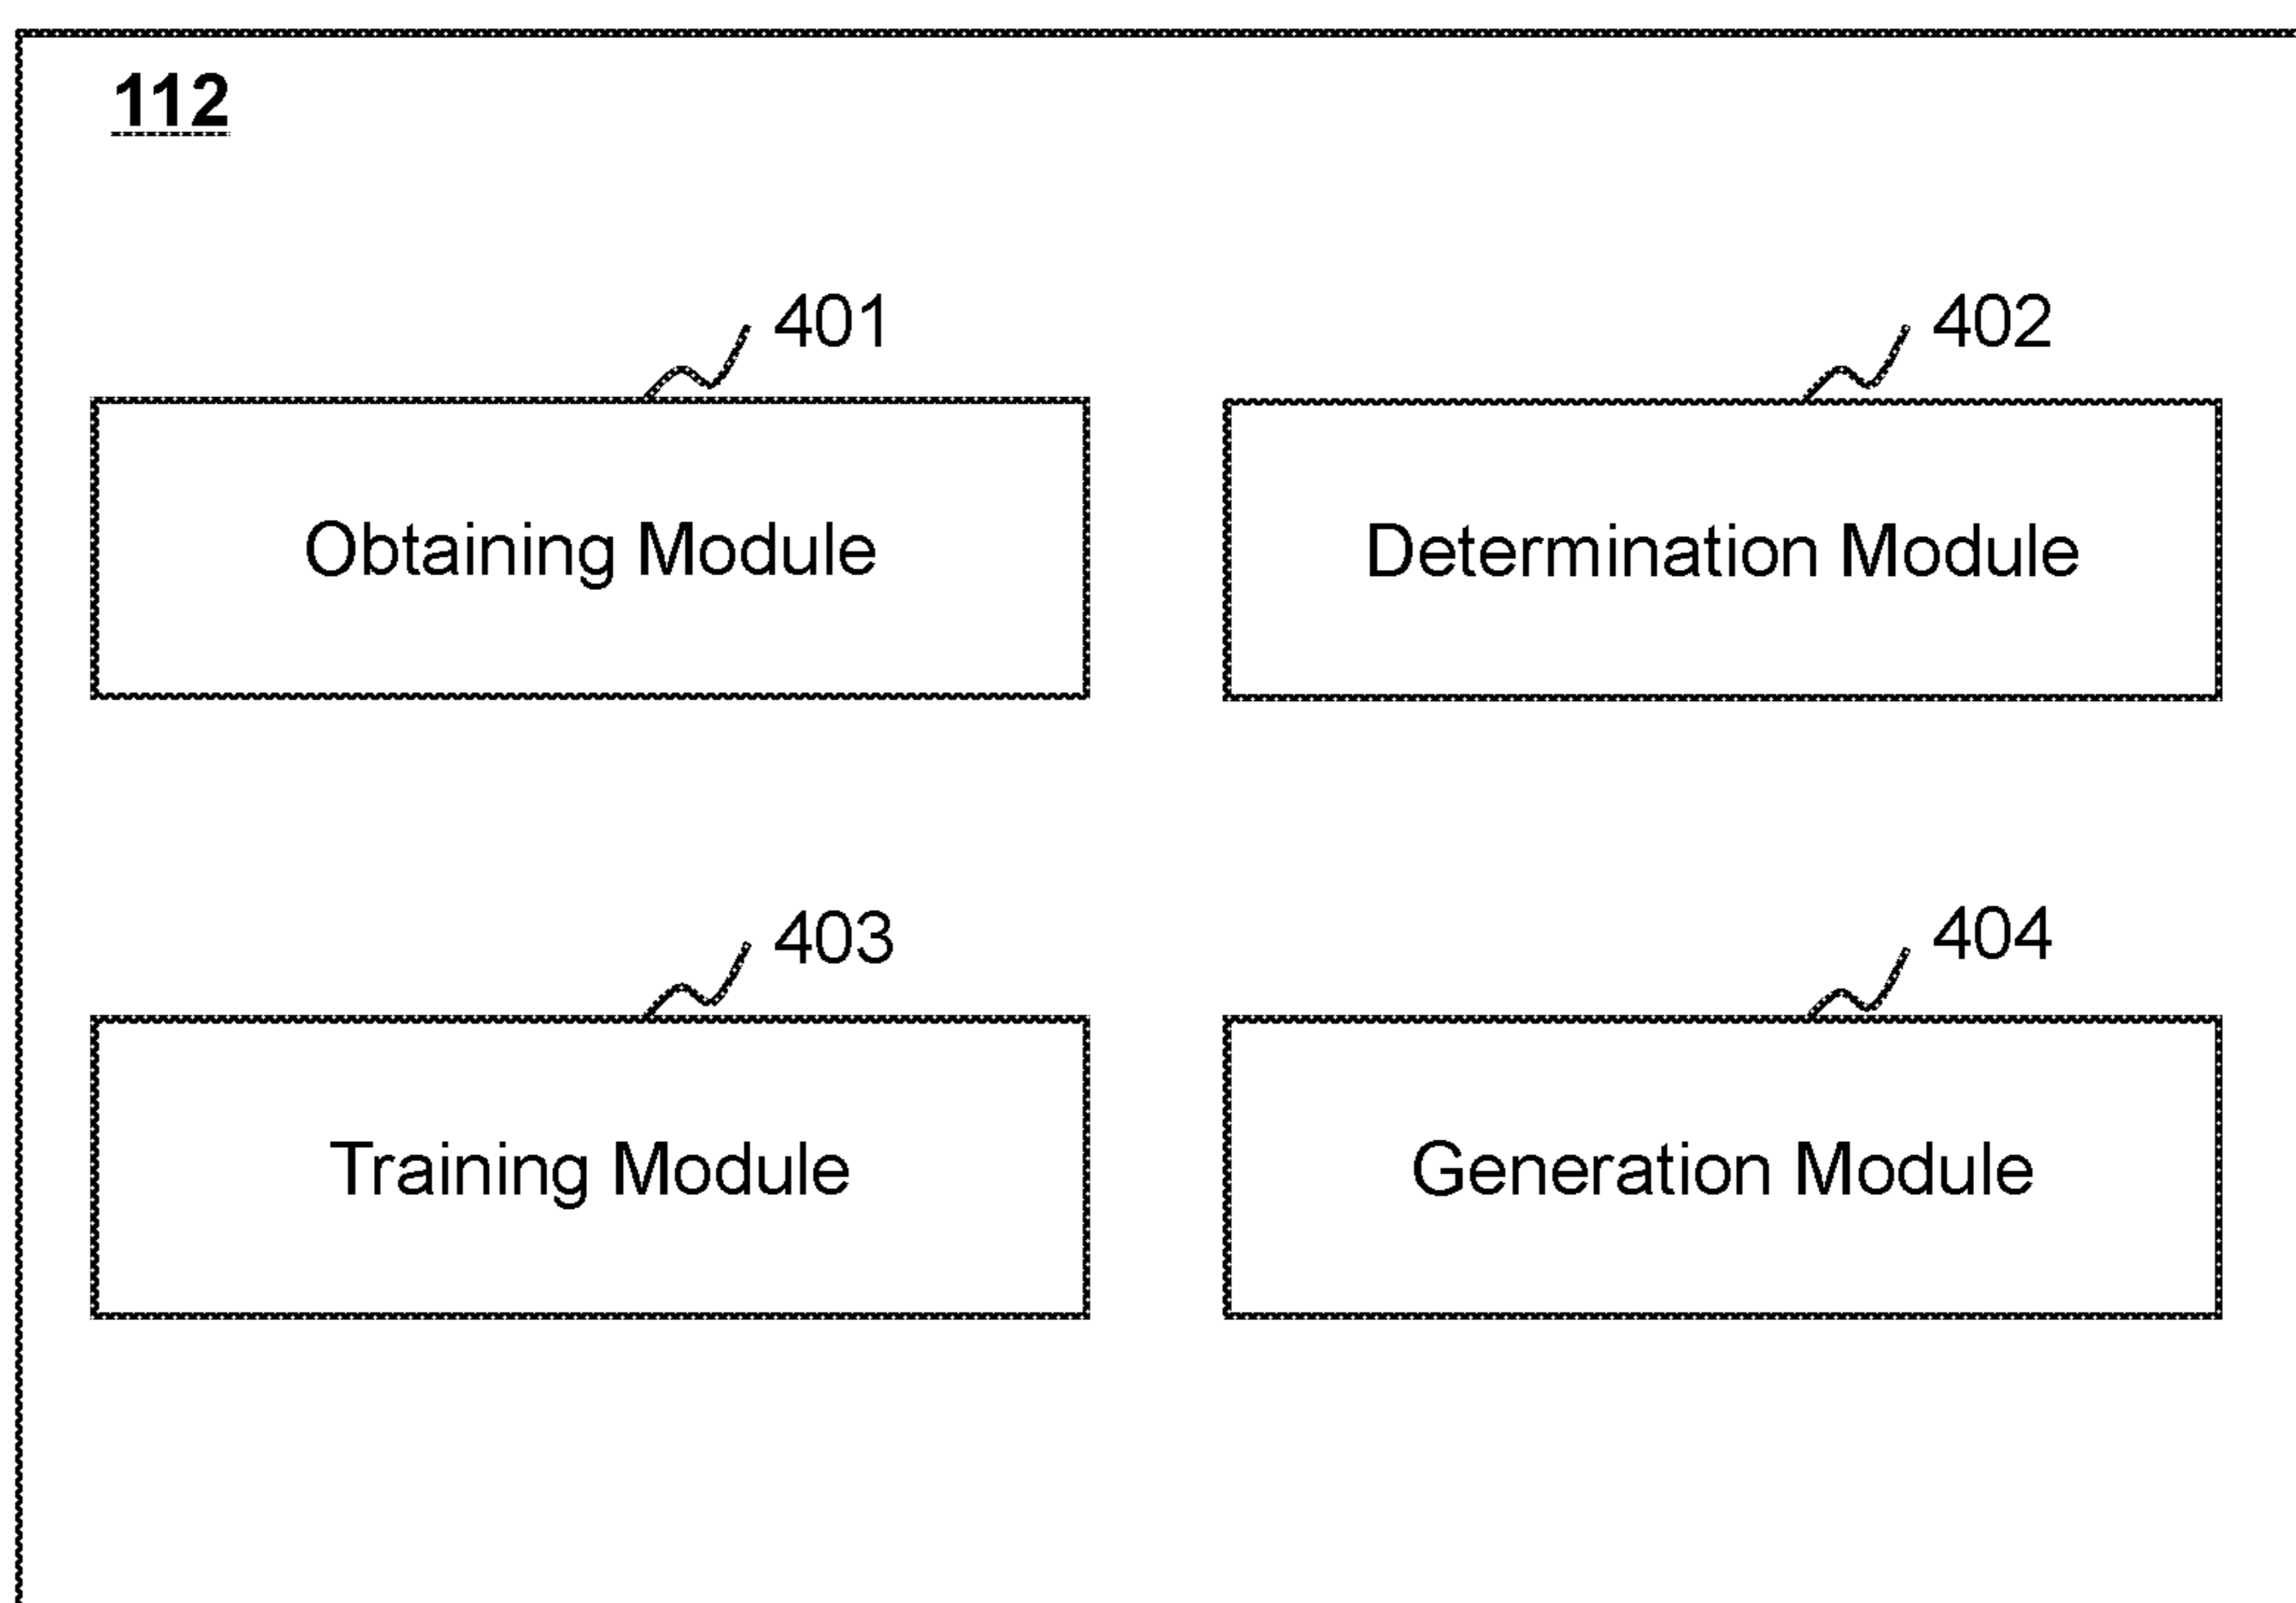 112
401
402
Obtaining Module
Determination Module
403
404
Training Module
Generation Module